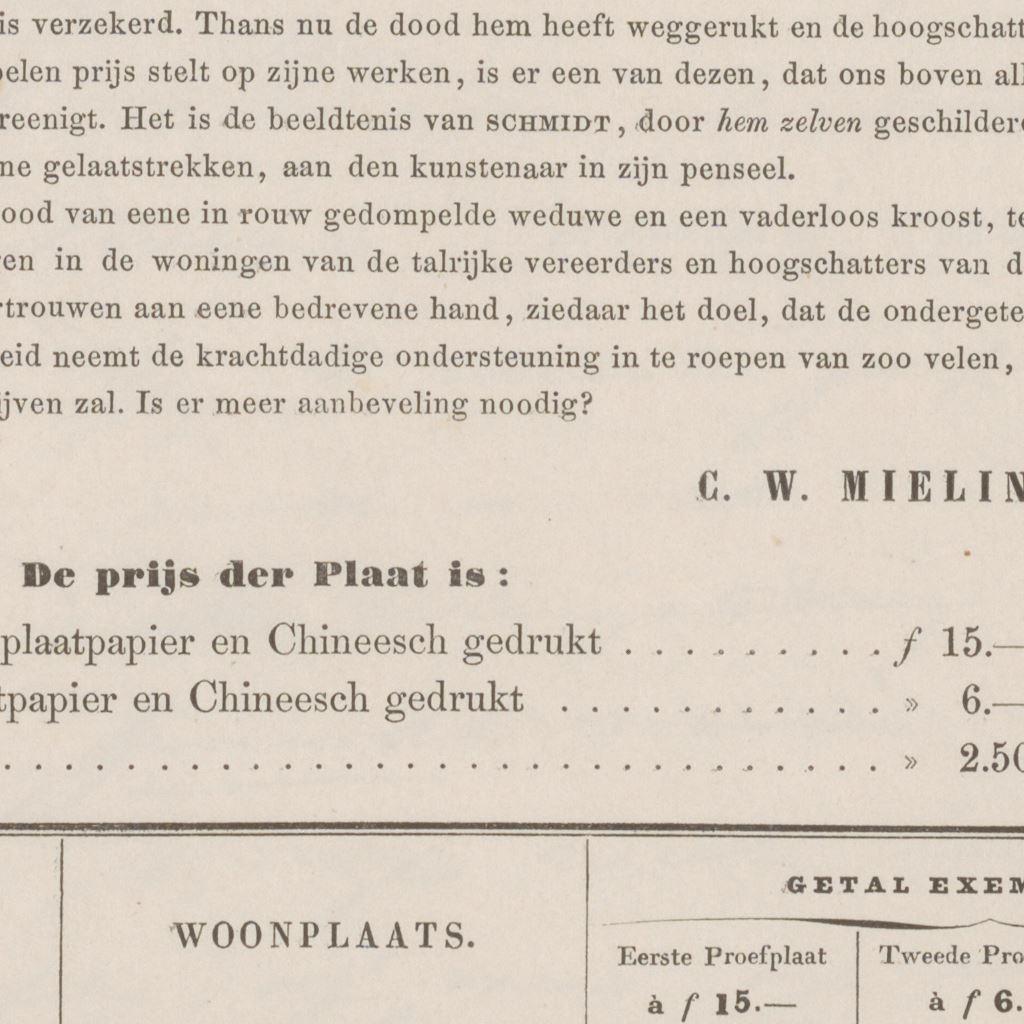 is verzekerd. Thans nu de dood hem heeft weggerukt en de hoogschatt
elen prijs stelt op zijne werken, is er een van dezen, dat ons boven all
reenigt. Het is de beeldtenis van SCHMIDT, door hem zelven geschildere
ne gelaatstrekken, aan den kunstenaar in zijn penseel.
ood van eene in rouw gedompelde weduwe en een vaderloos kroost, te
en in de woningen van de talrijke vereerders en hoogschatters van d
trouwen aan eene bedrevene hand, ziedaar het doel, dat de ondergete
eid neemt de krachtdadige ondersteuning in te roepen van zoo velen,
ijven zal. Is er meer aanbeveling noodig?
C. W. MIELIN
De prijs der Plaat is:
plaatpapier en Chineesch gedrukt . . . . . . . . . f 15.—
tpapier en Chineesch gedrukt . . . . . . . . . . . » 6.—
. . . . . . . . . . . . . . . . . . . . . . . . . . . . . » 2.50
WOONPLAATS.
GETAL EXEM
Eerste Proefplaat
à f 15.—
Tweede Pro
à f 6.